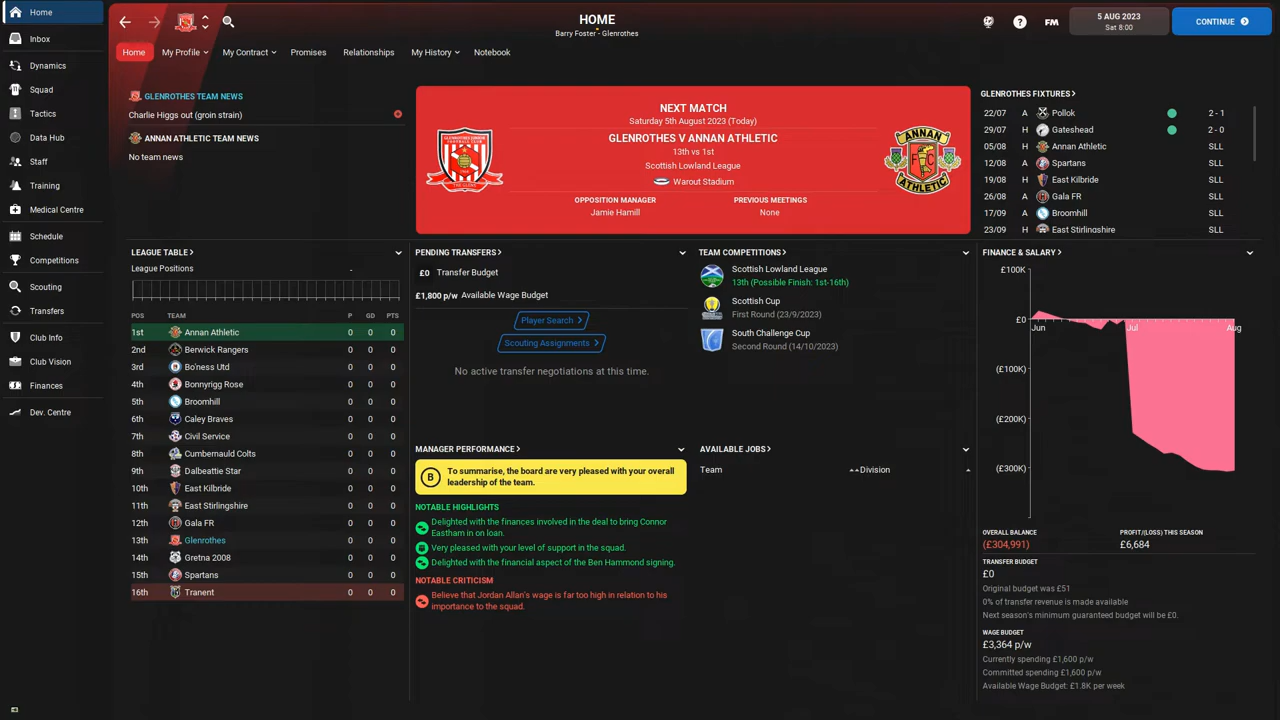 Home
Inbox
Dynamics
Squad
Tactics
Data Hub
Staff
Training
Medical Centre
Schedule
Competitions
Scouting
Transfers
Club Info
Club Vision
Finances
Dev. Centre
HOME
Barry Foster - Glenrothes
FM
5 AUG 2023
Sat 8:00
CONTINUE
Home
My Profile
My Contract
Promises
Relationships
My History
Notebook
GLENROTHES TEAM NEWS
Charlie Higgs out (groin strain)
ANNAN ATHLETIC TEAM NEWS
No team news
NEXT MATCH
Saturday 5th August 2023 (Today)
GLENROTHES V ANNAN ATHLETIC
13th vs 1st
Scottish Lowland League
Warout Stadium
OPPOSITION MANAGER
Jamie Hamill
PREVIOUS MEETINGS
None
GLENROTHES FIXTURES
22/07 A Pollok 2 - 1
29/07 H Gateshead 2 - 0
05/08 H Annan Athletic SLL
12/08 A Spartans SLL
19/08 H East Kilbride SLL
26/08 A Gala FR SLL
17/09 A Broomhill SLL
23/09 H East Stirlingshire SLL
LEAGUE TABLE
League Positions -
POS TEAM P GD PTS
1st Annan Athletic 0 0 0
2nd Berwick Rangers 0 0 0
3rd Bo'ness Utd 0 0 0
4th Bonnyrigg Rose 0 0 0
5th Broomhill 0 0 0
6th Caley Braves 0 0 0
7th Civil Service 0 0 0
8th Cumbernauld Colts 0 0 0
9th Dalbeattie Star 0 0 0
10th East Kilbride 0 0 0
11th East Stirlingshire 0 0 0
12th Gala FR 0 0 0
13th Glenrothes 0 0 0
14th Gretna 2008 0 0 0
15th Spartans 0 0 0
16th Tranent 0 0 0
PENDING TRANSFERS
£0 Transfer Budget
£1,800 p/w Available Wage Budget
Player Search
Scouting Assignments
No active transfer negotiations at this time.
TEAM COMPETITIONS
Scottish Lowland League
13th (Possible Finish: 1st-16th)
Scottish Cup
First Round (23/9/2023)
South Challenge Cup
Second Round (14/10/2023)
MANAGER PERFORMANCE
B
To summarise, the board are very pleased with your overall
leadership of the team.
NOTABLE HIGHLIGHTS
Delighted with the finances involved in the deal to bring Connor
Eastham in on loan.
Very pleased with your level of support in the squad.
Delighted with the financial aspect of the Ben Hammond signing.
NOTABLE CRITICISM
Believe that Jordan Allan's wage is far too high in relation to his
importance to the squad.
AVAILABLE JOBS
Team Division
FINANCE & SALARY
£100K
£0
Jun Jul Aug
(£100K)
(£200K)
(£300K)
OVERALL BALANCE
(£304,991)
PROFIT/(LOSS) THIS SEASON
£6,684
TRANSFER BUDGET
£0
Original budget was £51
0% of transfer revenue is made available
Next season's minimum guaranteed budget will be £0.
WAGE BUDGET
£3,364 p/w
Currently spending £1,600 p/w
Committed spending £1,600 p/w
Available Wage Budget: £1.8K per week